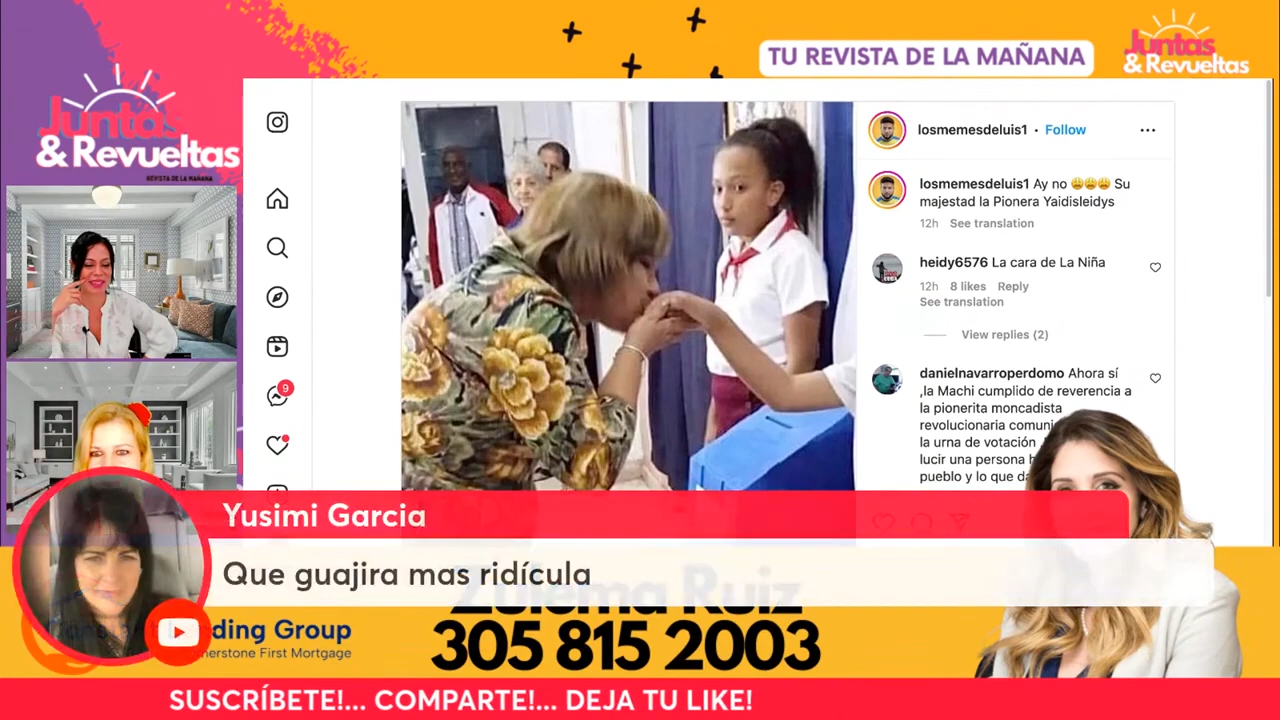 TU REVISTA DE LA MAÑANA
Juntas
& Revueltas
Juntas
& Revueltas
REVISTA DE LA MAÑANA
losmemesdeluis1 • Follow
losmemesdeluis1 Ay no 😩😩😩 Su
majestad la Pionera Yaidisleidys
12h See translation
heidy6576 La cara de La Niña
12h 8 likes Reply
See translation
View replies (2)
danielnavarroperdomo Ahora sí
,la Machi cumplido de reverencia a
la pionerita moncadista
revolucionaria
la urna de votación
lucir una persona
pueblo y lo que
9
Yusimi Garcia
Que guajira mas ridícula
Zulema Ruiz
305 815 2003
Group
First Mortgage
SUSCRÍBETE!... COMPARTE!... DEJA TU LIKE!